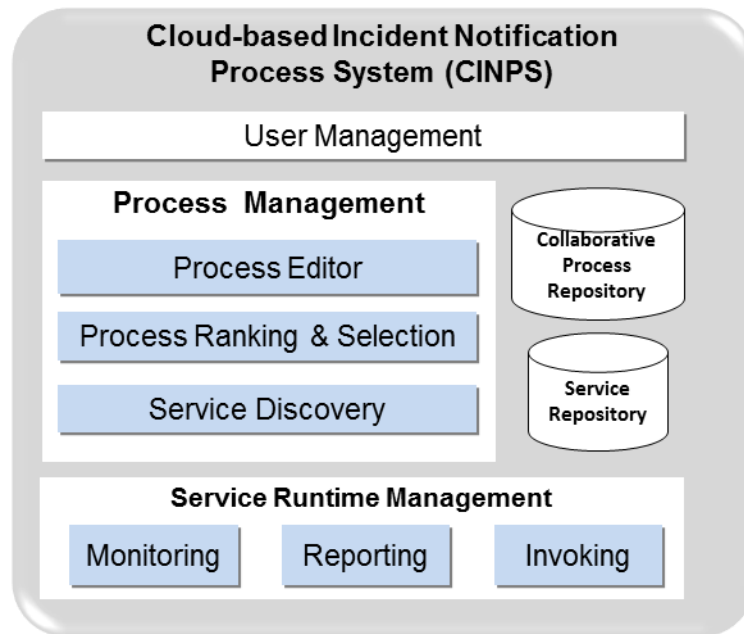 Cloud-based Incident Notification
Process System (CINPS)
User Management
Process Management
Process Editor
Process Ranking & Selection
Service Discovery
Collaborative
Process
Repository
Service
Repository
Service Runtime Management
Monitoring
Reporting
Invoking